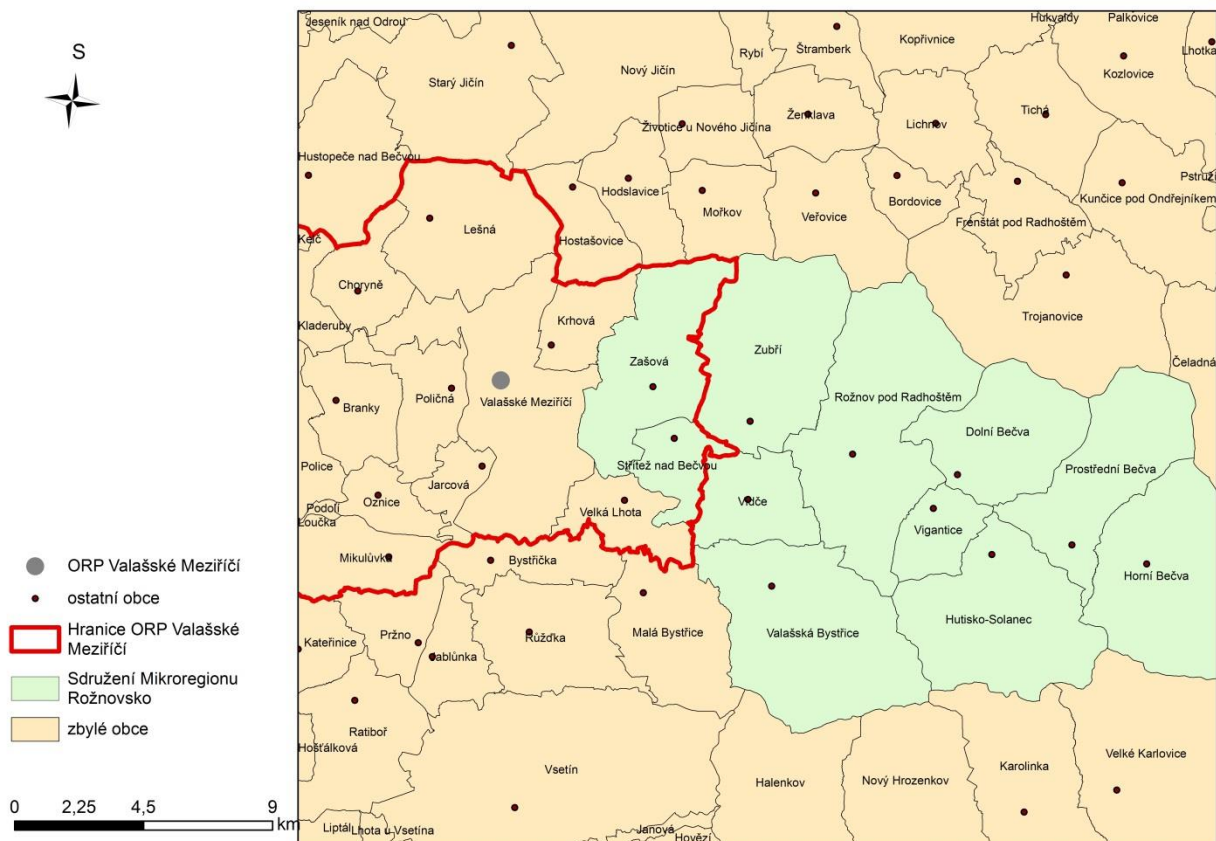 S
ORP Valašské Meziříčí
ostatní obce
Hranice ORP Valašské
Meziříčí
Sdružení Mikroregionu
Rožnovsko
zbylé obce
0 2,25 4,5 9
km
Jeseník nad Odrou
Hukvaldy
Palkovice
Rybí
Štramberk
Kopřivnice
Lhotka
Starý Jičín
Nový Jičín
Kozlovice
Tichá
Ženklava
Lichnov
Životice u Nového Jičína
Hustopeče nad Bečvou
Hodslavice
Mořkov
Veřovice
Bordovice
Pstruží
Kunčice pod Ondřejníkem
Frenštát pod Radhoštěm
Lešná
Kelč
Hostašovice
Choryně
Trojanovice
Kladeruby
Krhová
Zašová
Zubří
Čeladná
Rožnov pod Radhoštěm
Poličná
Valašské Meziříčí
Branky
Dolní Bečva
Police
Střítež nad Bečvou
Prostřední Bečva
Jarcová
Oznice
Vidče
Podolí
Velká Lhota
Loučka
Vigantice
Mikulůvka
Bystřička
Horní Bečva
Hutisko-Solanec
Kateřinice
Pržno
Růžďka
Malá Bystřice
Valašská Bystřice
Jablůnka
Ratiboř
Hošťálková
Velké Karlovice
Vsetín
Halenkov
Nový Hrozenkov
Karolinka
Liptál
Lhota u Vsetína
Janová
Hovězí